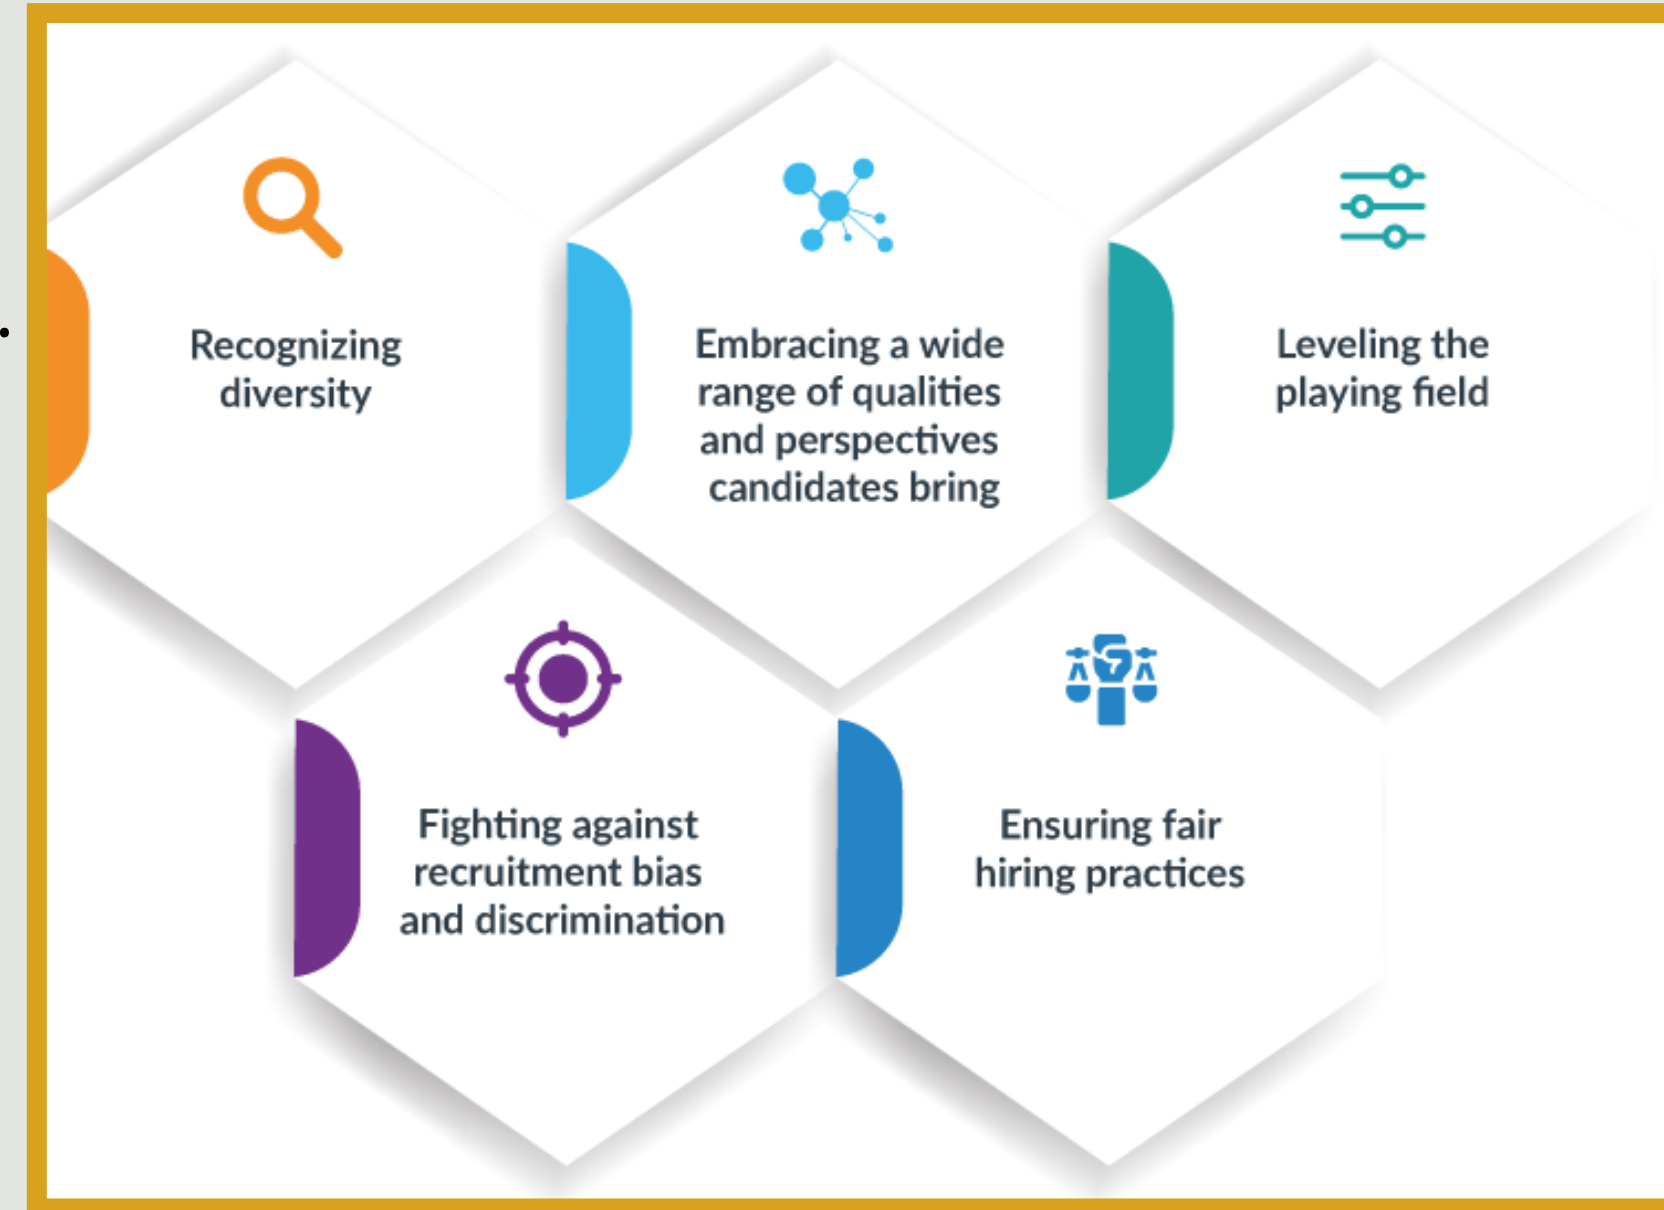 Recognizing
diversity
Embracing a wide
range of qualities
and perspectives
candidates bring
Leveling the
playing field
Fighting against
recruitment bias
and discrimination
Ensuring fair
hiring practices